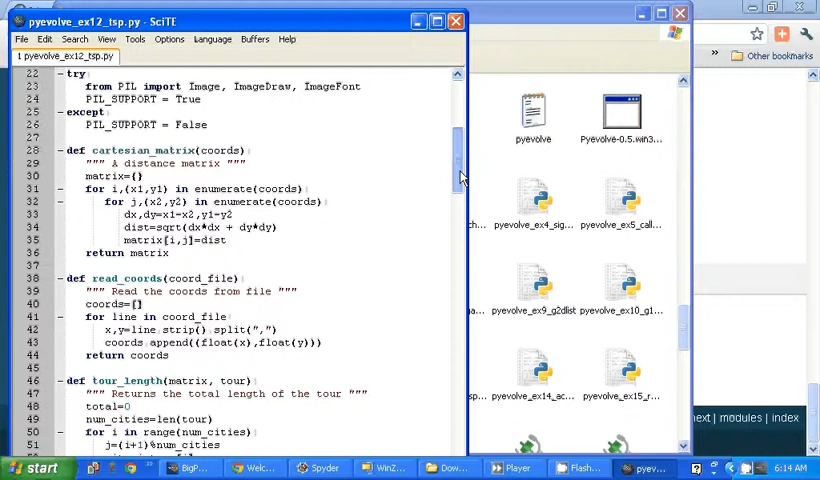 pyevolve_ex12_tsp.py - SciTE
File Edit Search View Tools Options Language Buffers Help
1 pyevolve_ex12_tsp.py
22 try:
23 from PIL import Image, ImageDraw, ImageFont
24 PIL_SUPPORT = True
25 except:
26 PIL_SUPPORT = False
27
28 def cartesian_matrix(coords):
29 """ A distance matrix """
30 matrix={}
31 for i,(x1,y1) in enumerate(coords):
32 for j,(x2,y2) in enumerate(coords):
33 dx,dy=x1-x2,y1-y2
34 dist=sqrt(dx*dx + dy*dy)
35 matrix[i,j]=dist
36 return matrix
37
38 def read_coords(coord_file):
39 """ Read the coords from file """
40 coords=[]
41 for line in coord_file:
42 x,y=line.strip().split(",")
43 coords.append((float(x),float(y)))
44 return coords
45
46 def tour_length(matrix, tour):
47 """ Returns the total length of the tour """
48 total=0
49 num_cities=len(tour)
50 for i in range(num_cities):
51 j=(i+1)%num_cities
» Other bookmarks
pyevolve Pyevolve-0.5.win3...
pyevolve_ex4_sig... pyevolve_ex5_call...
pyevolve_ex9_g2dlist pyevolve_ex10_g1...
pyevolve_ex14_ac... pyevolve_ex15_r...
next | modules | index
start BigP... Welc... Spyder WinZ... Dow... Player Flash... pyev... 6:14 AM